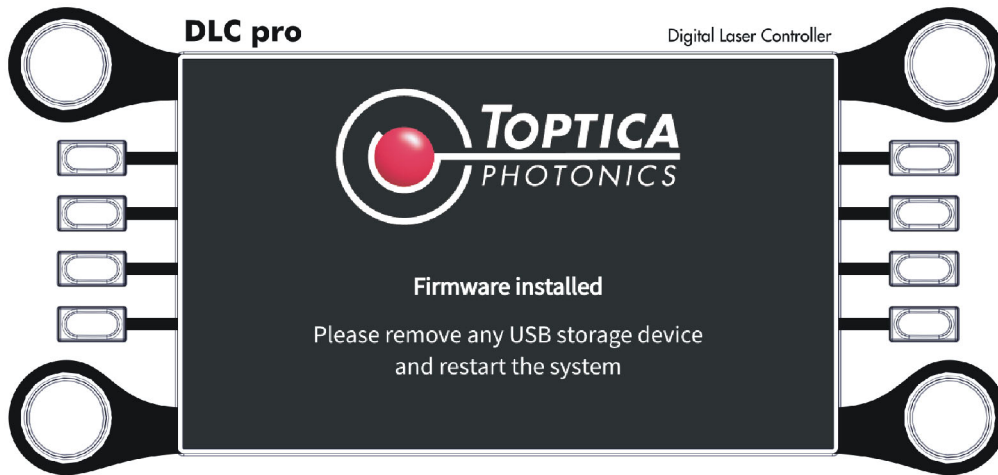 DLC pro
Digital Laser Controller
TOPTICA
PHOTONICS
Firmware installed
Please remove any USB storage device
and restart the system